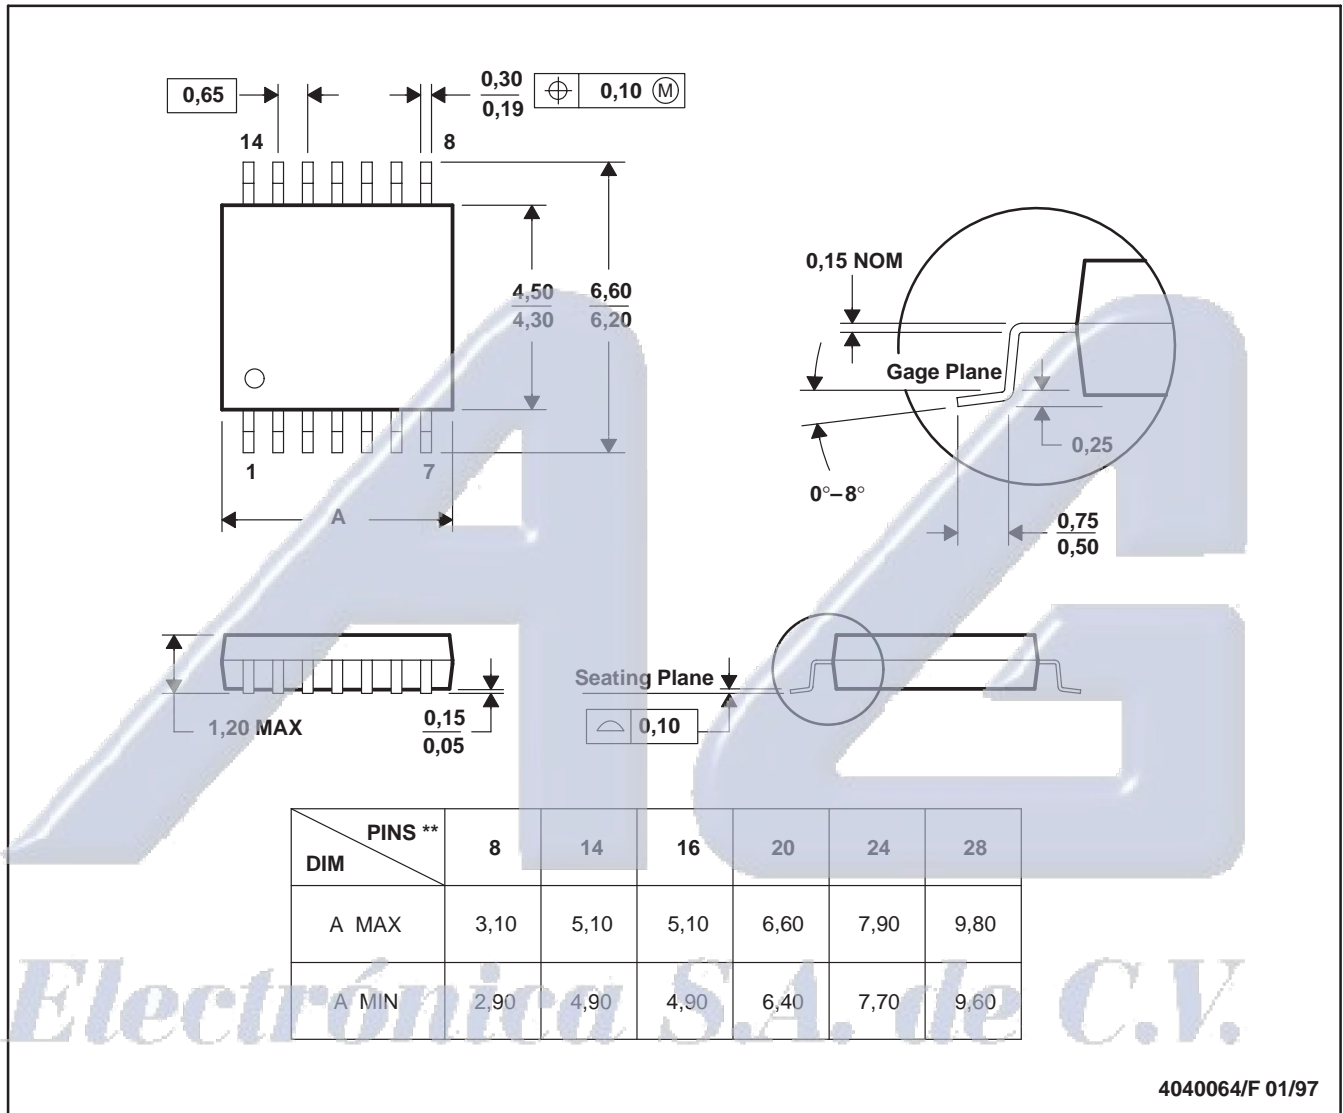 0,65
0,30
0,19
0,10 Ⓜ
14
8
4,50
4,30
6,60
6,20
1
7
A
0,15 NOM
Gage Plane
0,25
0°–8°
0,75
0,50
1,20 MAX
0,15
0,05
Seating Plane
0,10
PINS ** 8 14 16 20 24 28
DIM
A MAX 3,10 5,10 5,10 6,60 7,90 9,80
A MIN 2,90 4,90 4,90 6,40 7,70 9,60
AG
Electrónica S.A. de C.V.
4040064/F 01/97